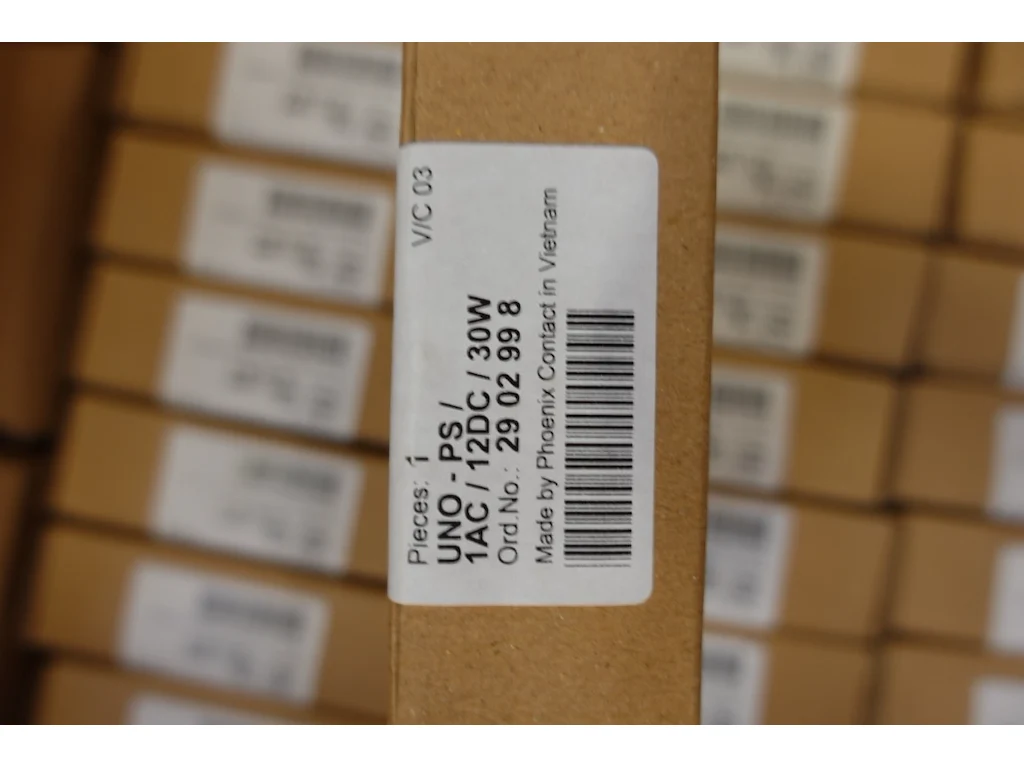 Pieces: 1 V/C 03
UNO - PS /
1AC / 12DC / 30W
Ord.No.: 29 02 99 8
Made by Phoenix Contact in Vietnam